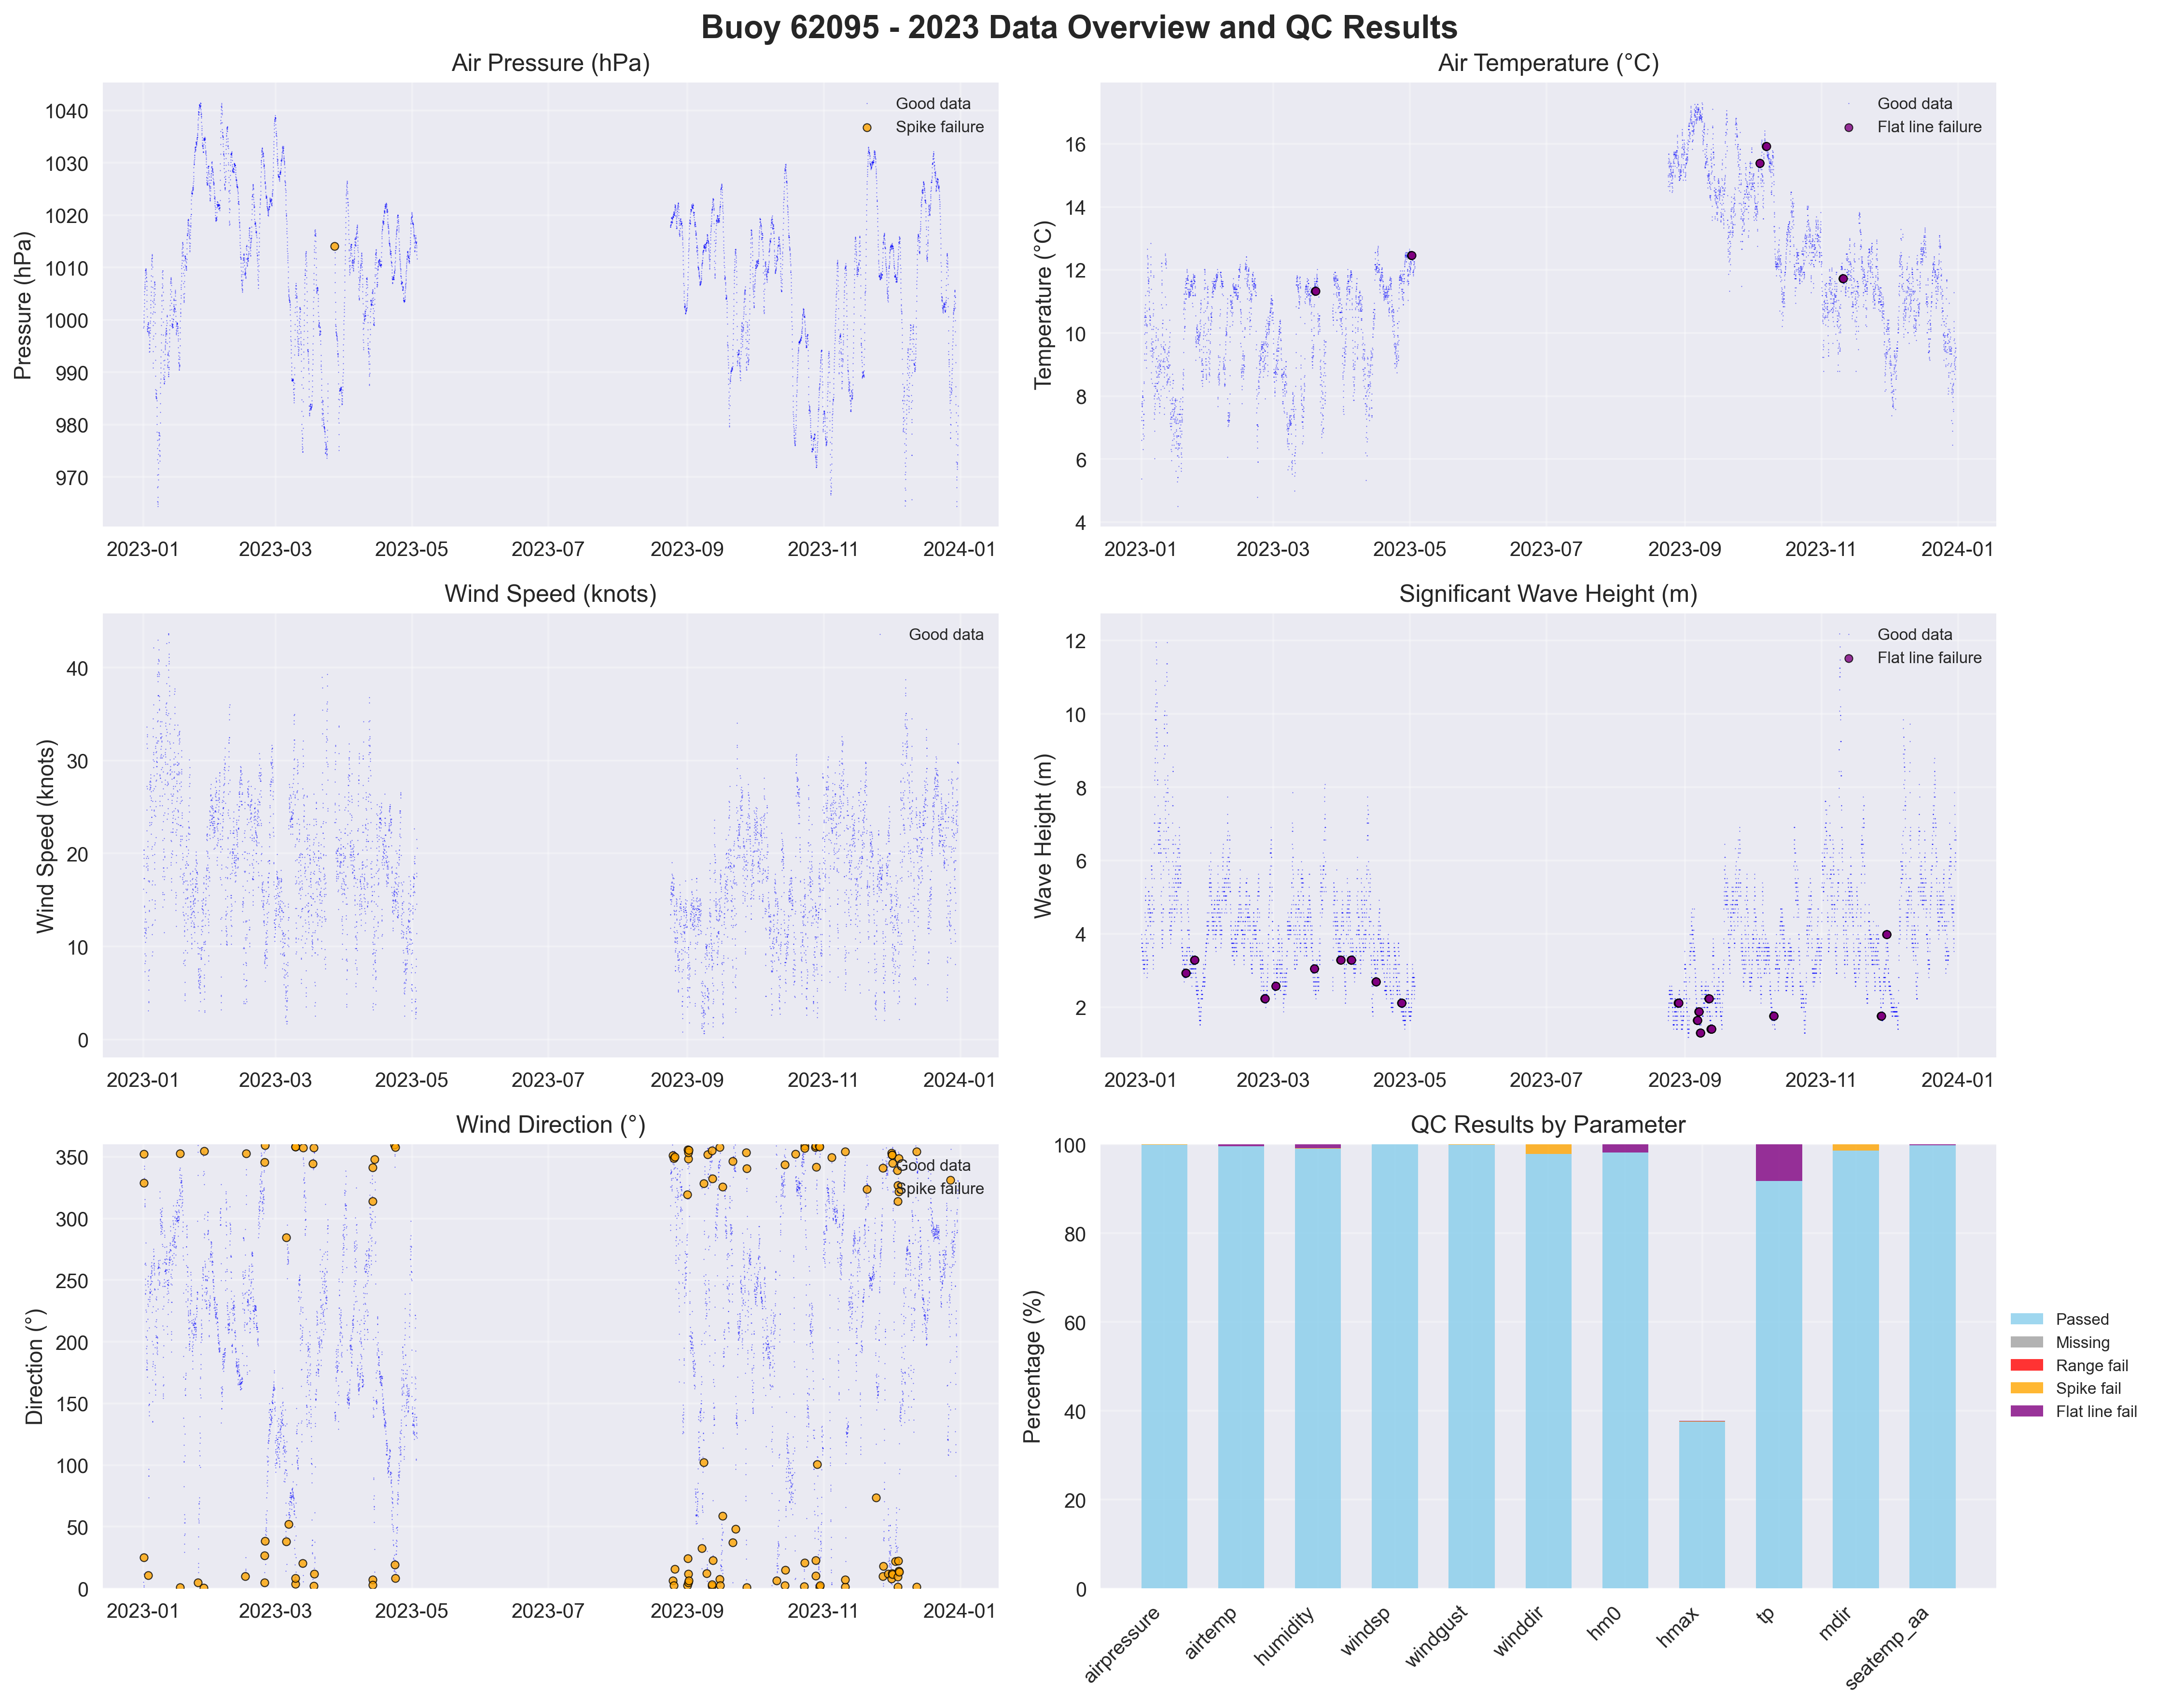 Buoy 62095 - 2023 Data Overview and QC Results
Air Pressure (hPa)
Pressure (hPa)
1040
1030
1020
1010
1000
990
980
970
2023-01 2023-03 2023-05 2023-07 2023-09 2023-11 2024-01
Good data
Spike failure
Air Temperature (°C)
Temperature (°C)
16
14
12
10
8
6
4
2023-01 2023-03 2023-05 2023-07 2023-09 2023-11 2024-01
Good data
Flat line failure
Wind Speed (knots)
Wind Speed (knots)
40
30
20
10
0
2023-01 2023-03 2023-05 2023-07 2023-09 2023-11 2024-01
Good data
Significant Wave Height (m)
Wave Height (m)
12
10
8
6
4
2
2023-01 2023-03 2023-05 2023-07 2023-09 2023-11 2024-01
Good data
Flat line failure
Wind Direction (°)
Direction (°)
350
300
250
200
150
100
50
0
2023-01 2023-03 2023-05 2023-07 2023-09 2023-11 2024-01
Good data
Spike failure
QC Results by Parameter
Percentage (%)
100
80
60
40
20
0
airpressure airtemp humidity windsp windgust winddir hm0 hmax tp mdir seatemp_aa
Passed
Missing
Range fail
Spike fail
Flat line fail